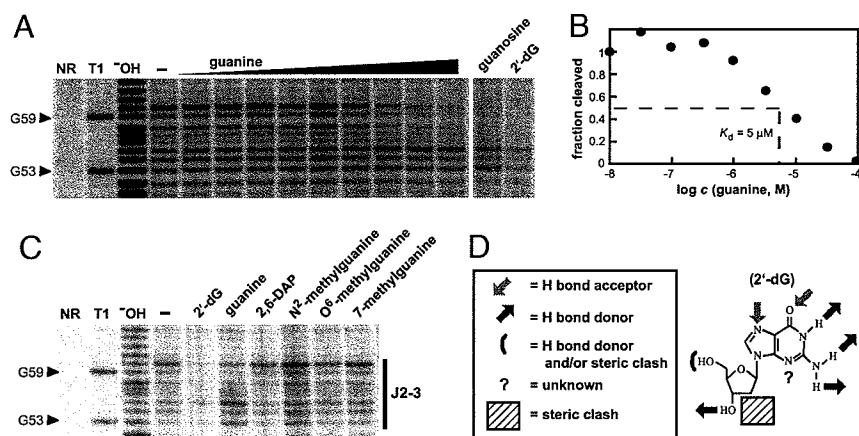 A
guanine
guanosine
2'-dG
NR T1 ⁻OH –
G59
G53
B
fraction cleaved
1
0.8
0.6
0.4
0.2
0
K_d = 5 μM
-8 -7 -6 -5 -4
log c (guanine, M)
C
NR T1 ⁻OH –
2'-dG
guanine
2,6-DAP
N²-methylguanine
O⁶-methylguanine
7-methylguanine
G59
G53
J2-3
D
= H bond acceptor
= H bond donor
= H bond donor
and/or steric clash
? = unknown
= steric clash
(2'-dG)
O
N
N
H
N
N
N
H
H
?
HO
O
HO